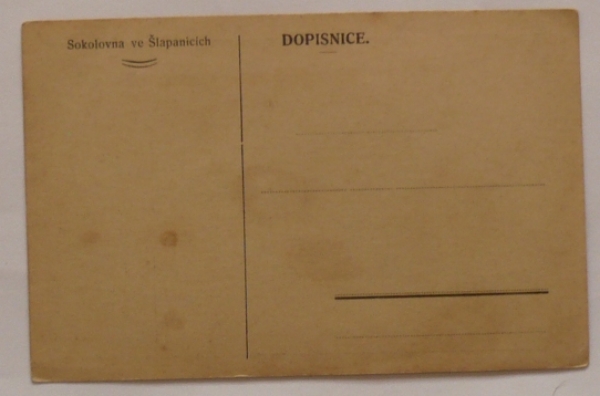 Sokolovna ve Šlapanicích
DOPISNICE.